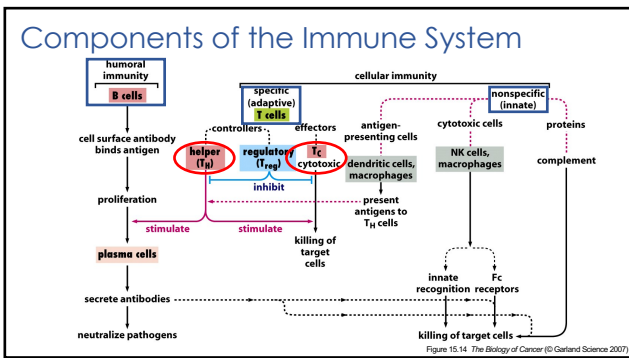 Components of the Immune System
humoral
immunity
B cells
cell surface antibody
binds antigen
proliferation
plasma cells
secrete antibodies
neutralize pathogens
cellular immunity
specific
(adaptive)
T cells
controllers
effectors
helper
(TH)
regulatory
(Treg)
TC
cytotoxic
inhibit
stimulate
stimulate
killing of
target
cells
nonspecific
(innate)
antigen-
presenting cells
dendritic cells,
macrophages
present
antigens to
TH cells
cytotoxic cells
NK cells,
macrophages
innate
recognition
Fc
receptors
proteins
complement
killing of target cells
Figure 15.14 The Biology of Cancer (© Garland Science 2007)